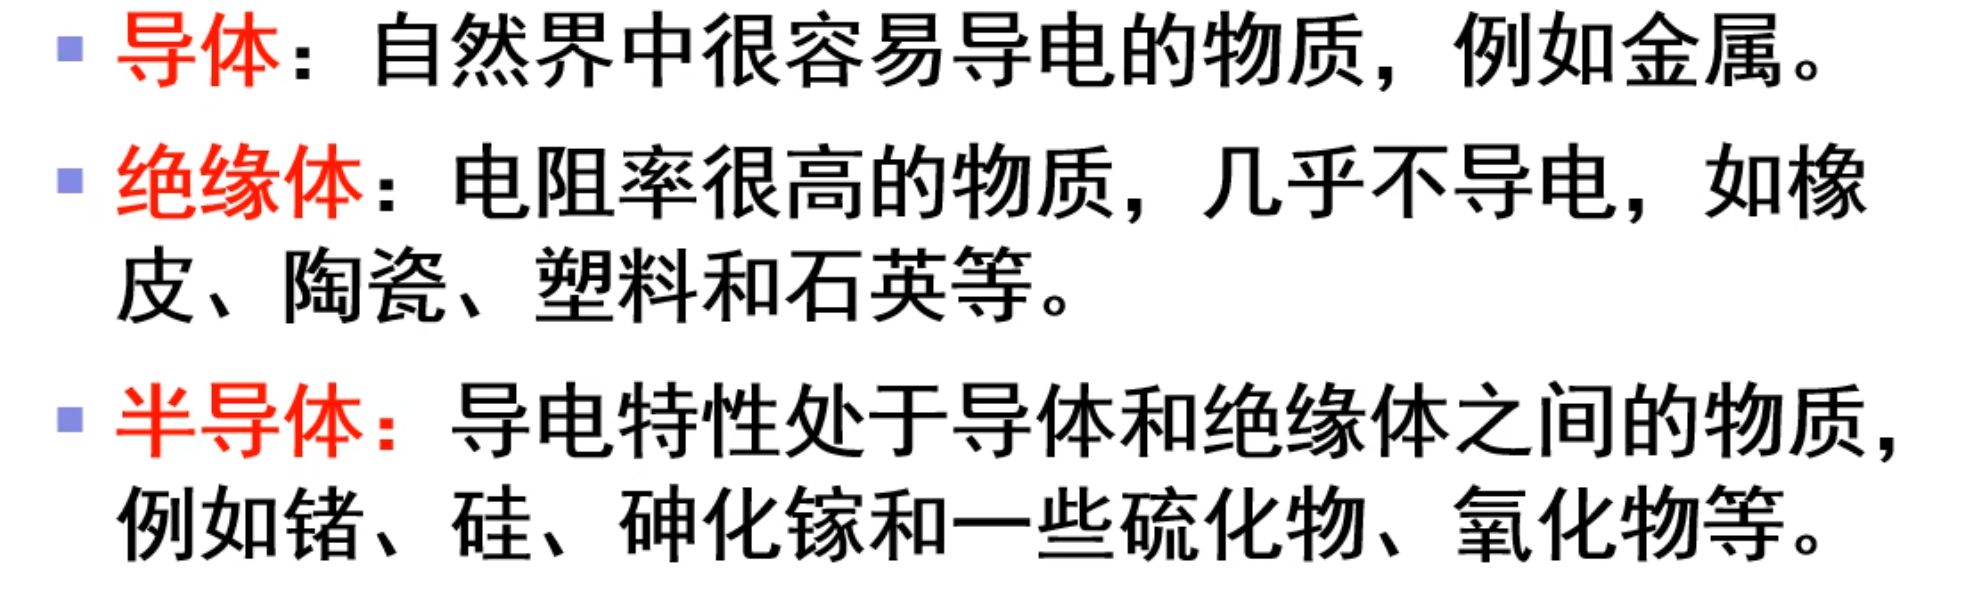 导体：自然界中很容易导电的物质，例如金属。
绝缘体：电阻率很高的物质，几乎不导电，如橡
皮、陶瓷、塑料和石英等。
半导体：导电特性处于导体和绝缘体之间的物质，
例如锗、硅、砷化镓和一些硫化物、氧化物等。